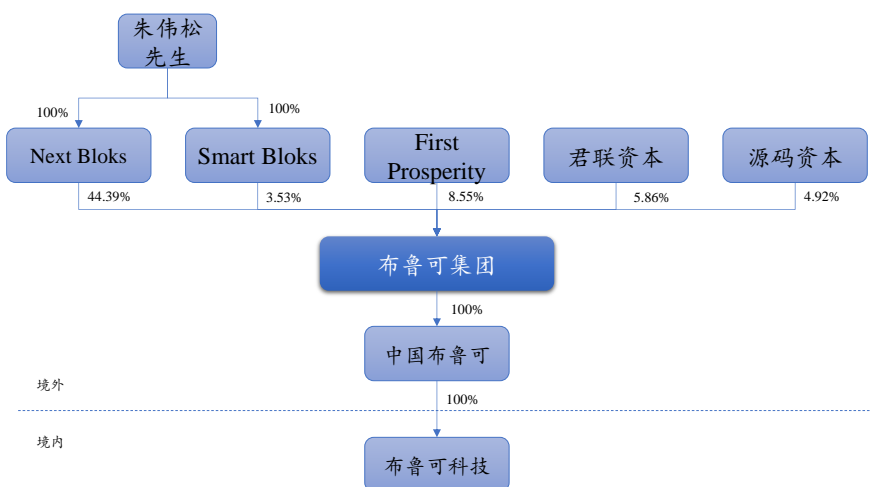 朱伟松
先生
100%
100%
Next Bloks
Smart Bloks
First
Prosperity
君联资本
源码资本
44.39%
3.53%
8.55%
5.86%
4.92%
布鲁可集团
100%
中国布鲁可
境外
100%
境内
布鲁可科技